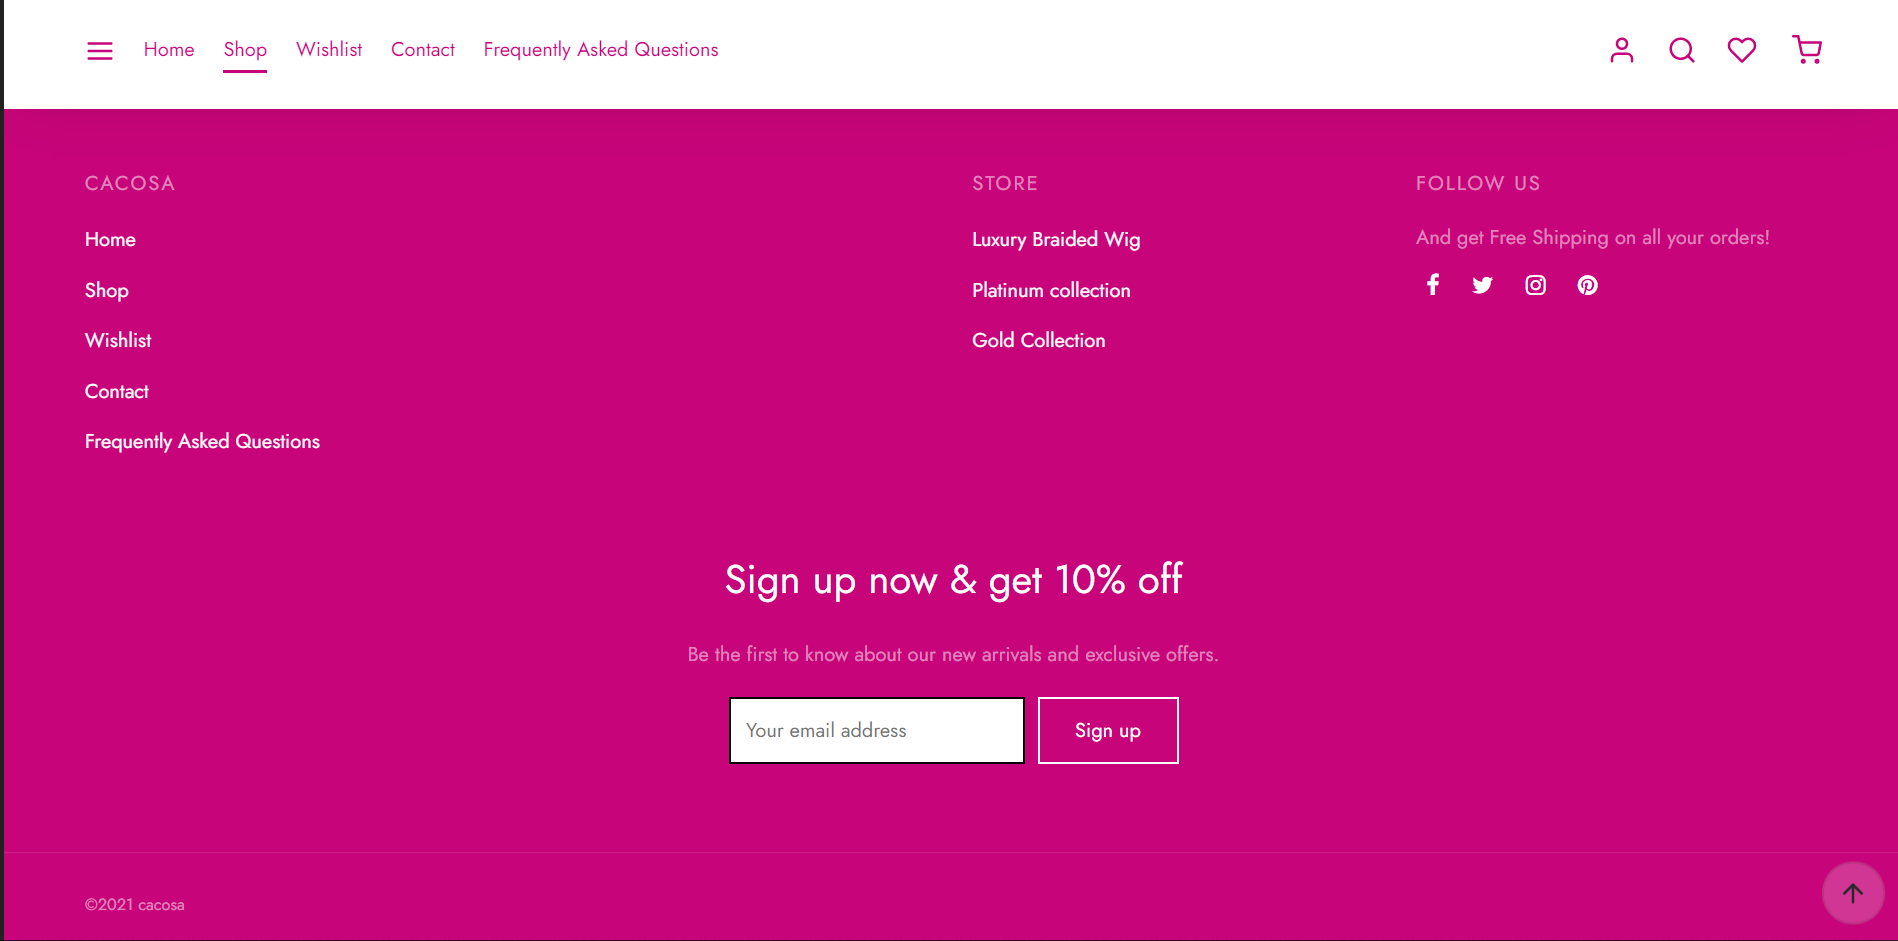 Home Shop Wishlist Contact Frequently Asked Questions
CACOSA
Home
Shop
Wishlist
Contact
Frequently Asked Questions
STORE
Luxury Braided Wig
Platinum collection
Gold Collection
FOLLOW US
And get Free Shipping on all your orders!
Sign up now & get 10% off
Be the first to know about our new arrivals and exclusive offers.
Your email address
Sign up
©2021 cacosa